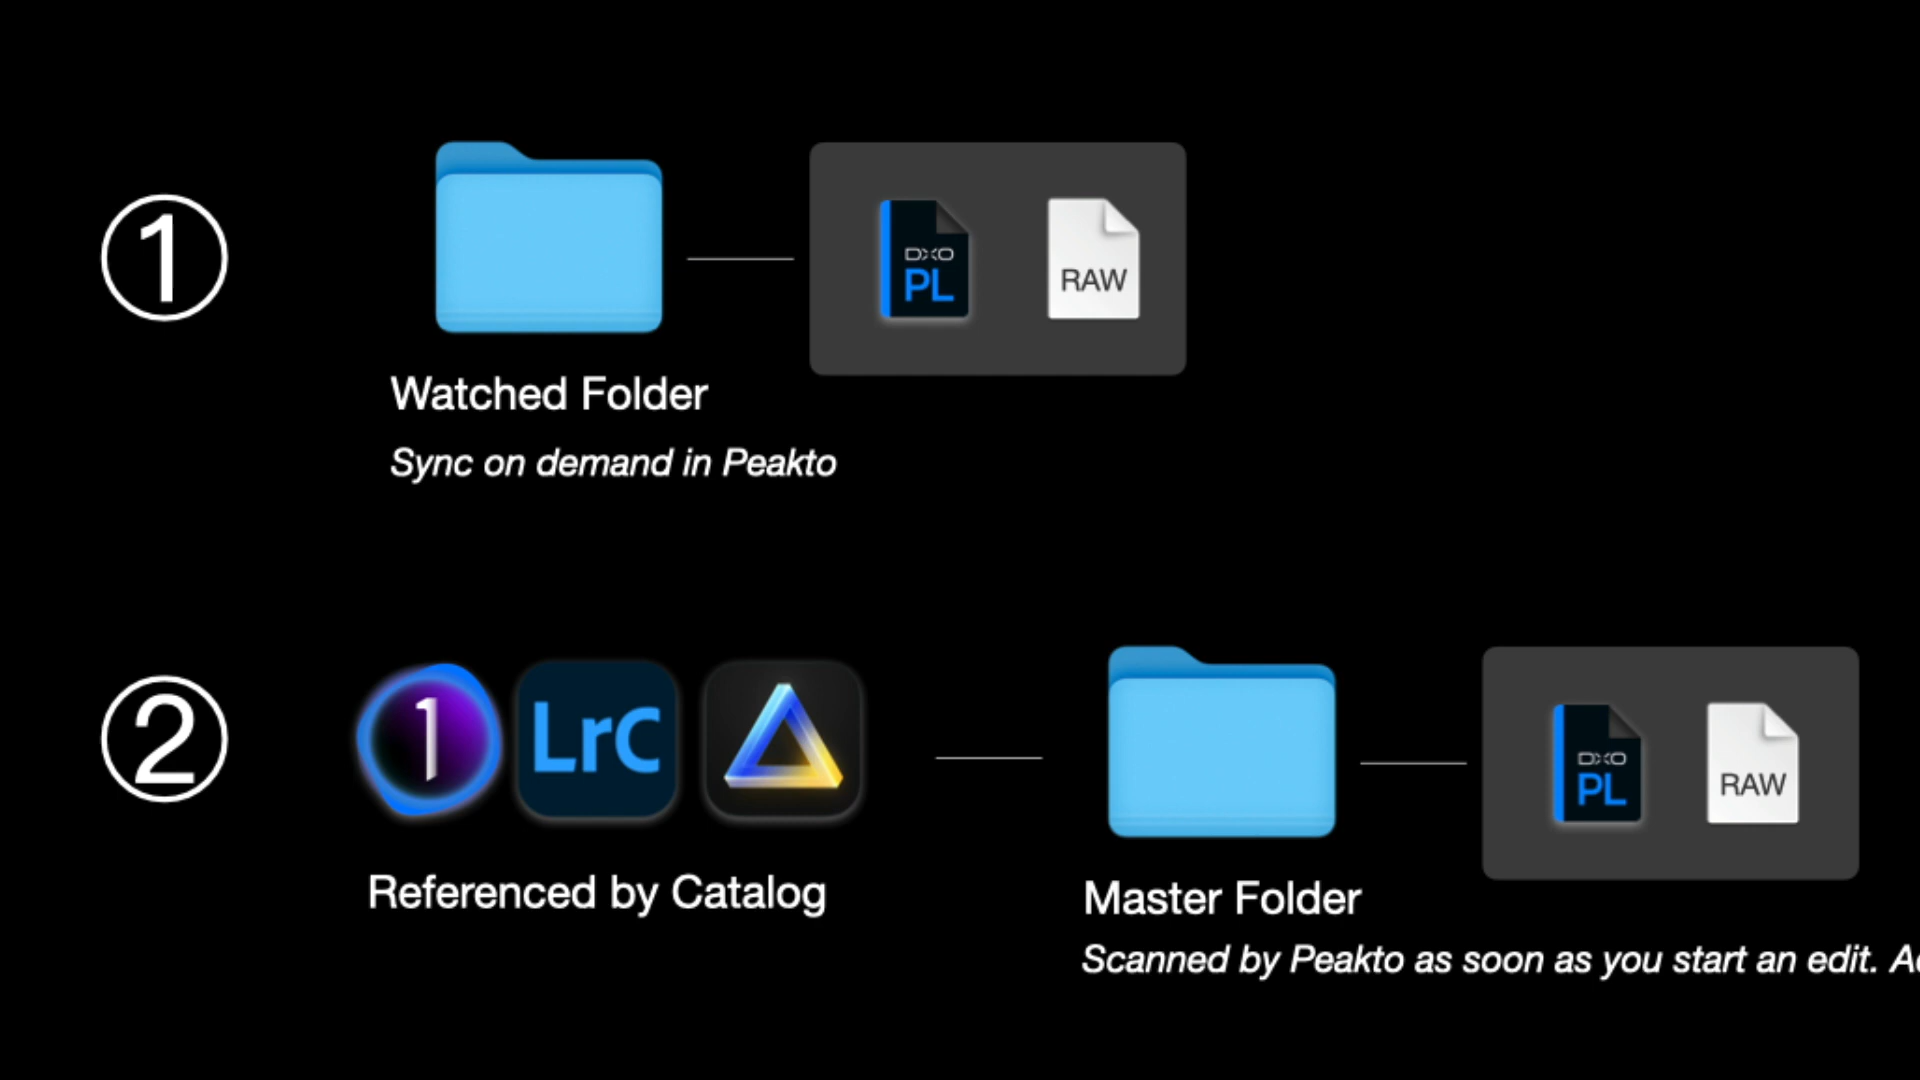 ①
DXO
PL
RAW
Watched Folder
Sync on demand in Peakto
②
1
LrC
DXO
PL
RAW
Referenced by Catalog
Master Folder
Scanned by Peakto as soon as you start an edit.